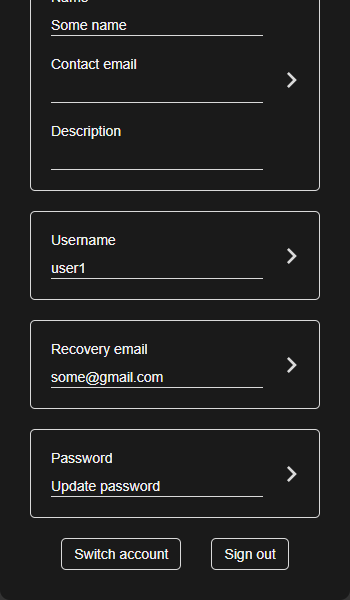 Name
Some name
Contact email
Description
Username
user1
Recovery email
some@gmail.com
Password
Update password
Switch account
Sign out